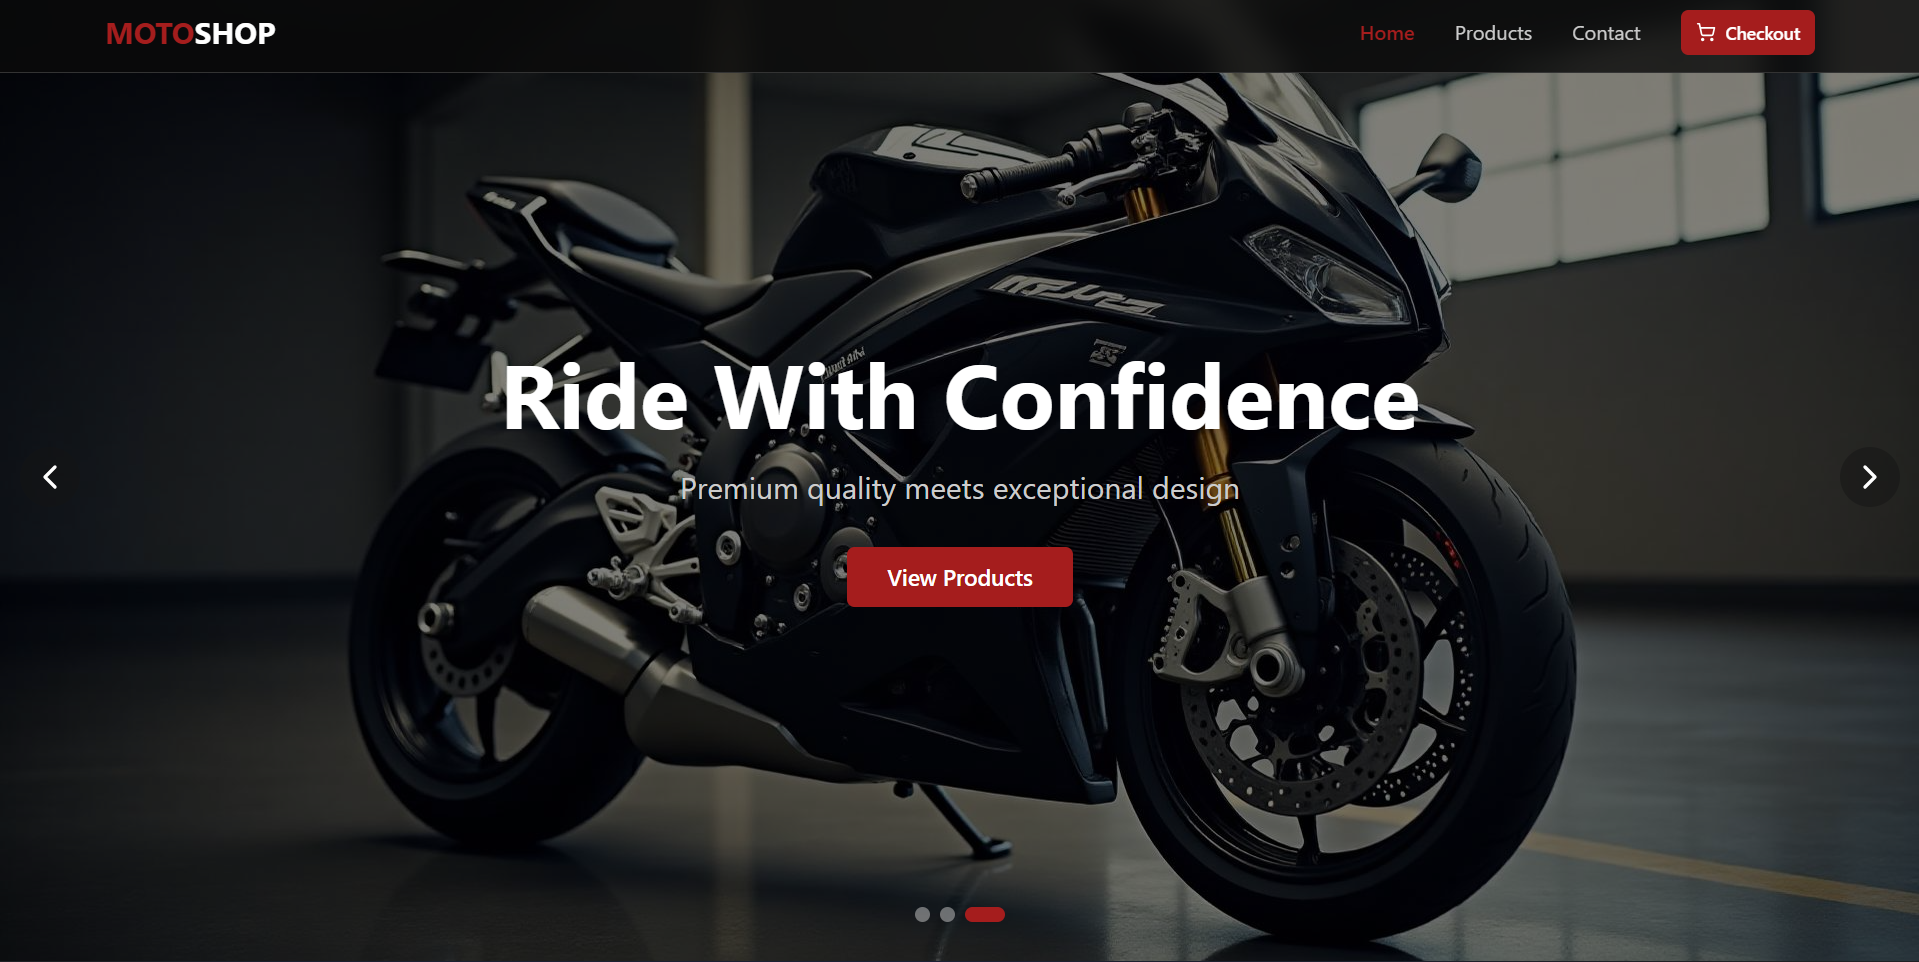 MOTOSHOP
Home
Products
Contact
Checkout
Ride With Confidence
Premium quality meets exceptional design
View Products